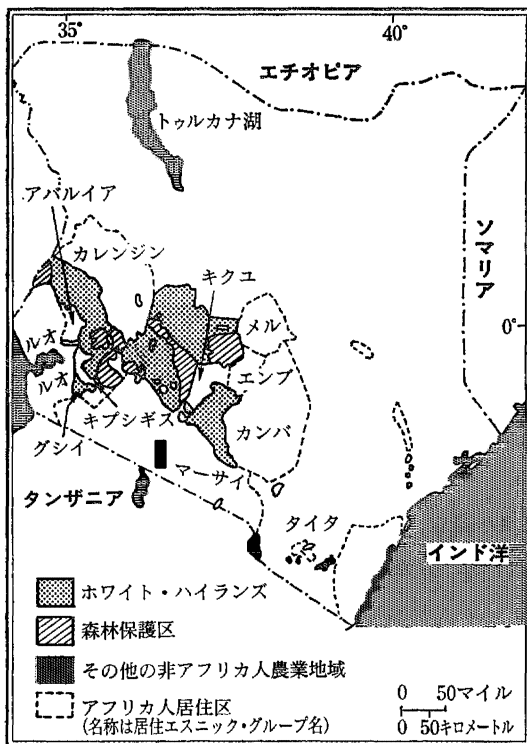 35°
40°
エチオピア
トゥルカナ湖
アバルイア
カレンジン
ソマリア
キクユ
メル
0°
ルオ
ルオ
エンブ
キプシギス
カンバ
グシイ
マーサイ
タンザニア
タイタ
インド洋
ホワイト・ハイランズ
森林保護区
その他の非アフリカ人農業地域
アフリカ人居住区
(名称は居住エスニック・グループ名)
0 50マイル
0 50キロメートル